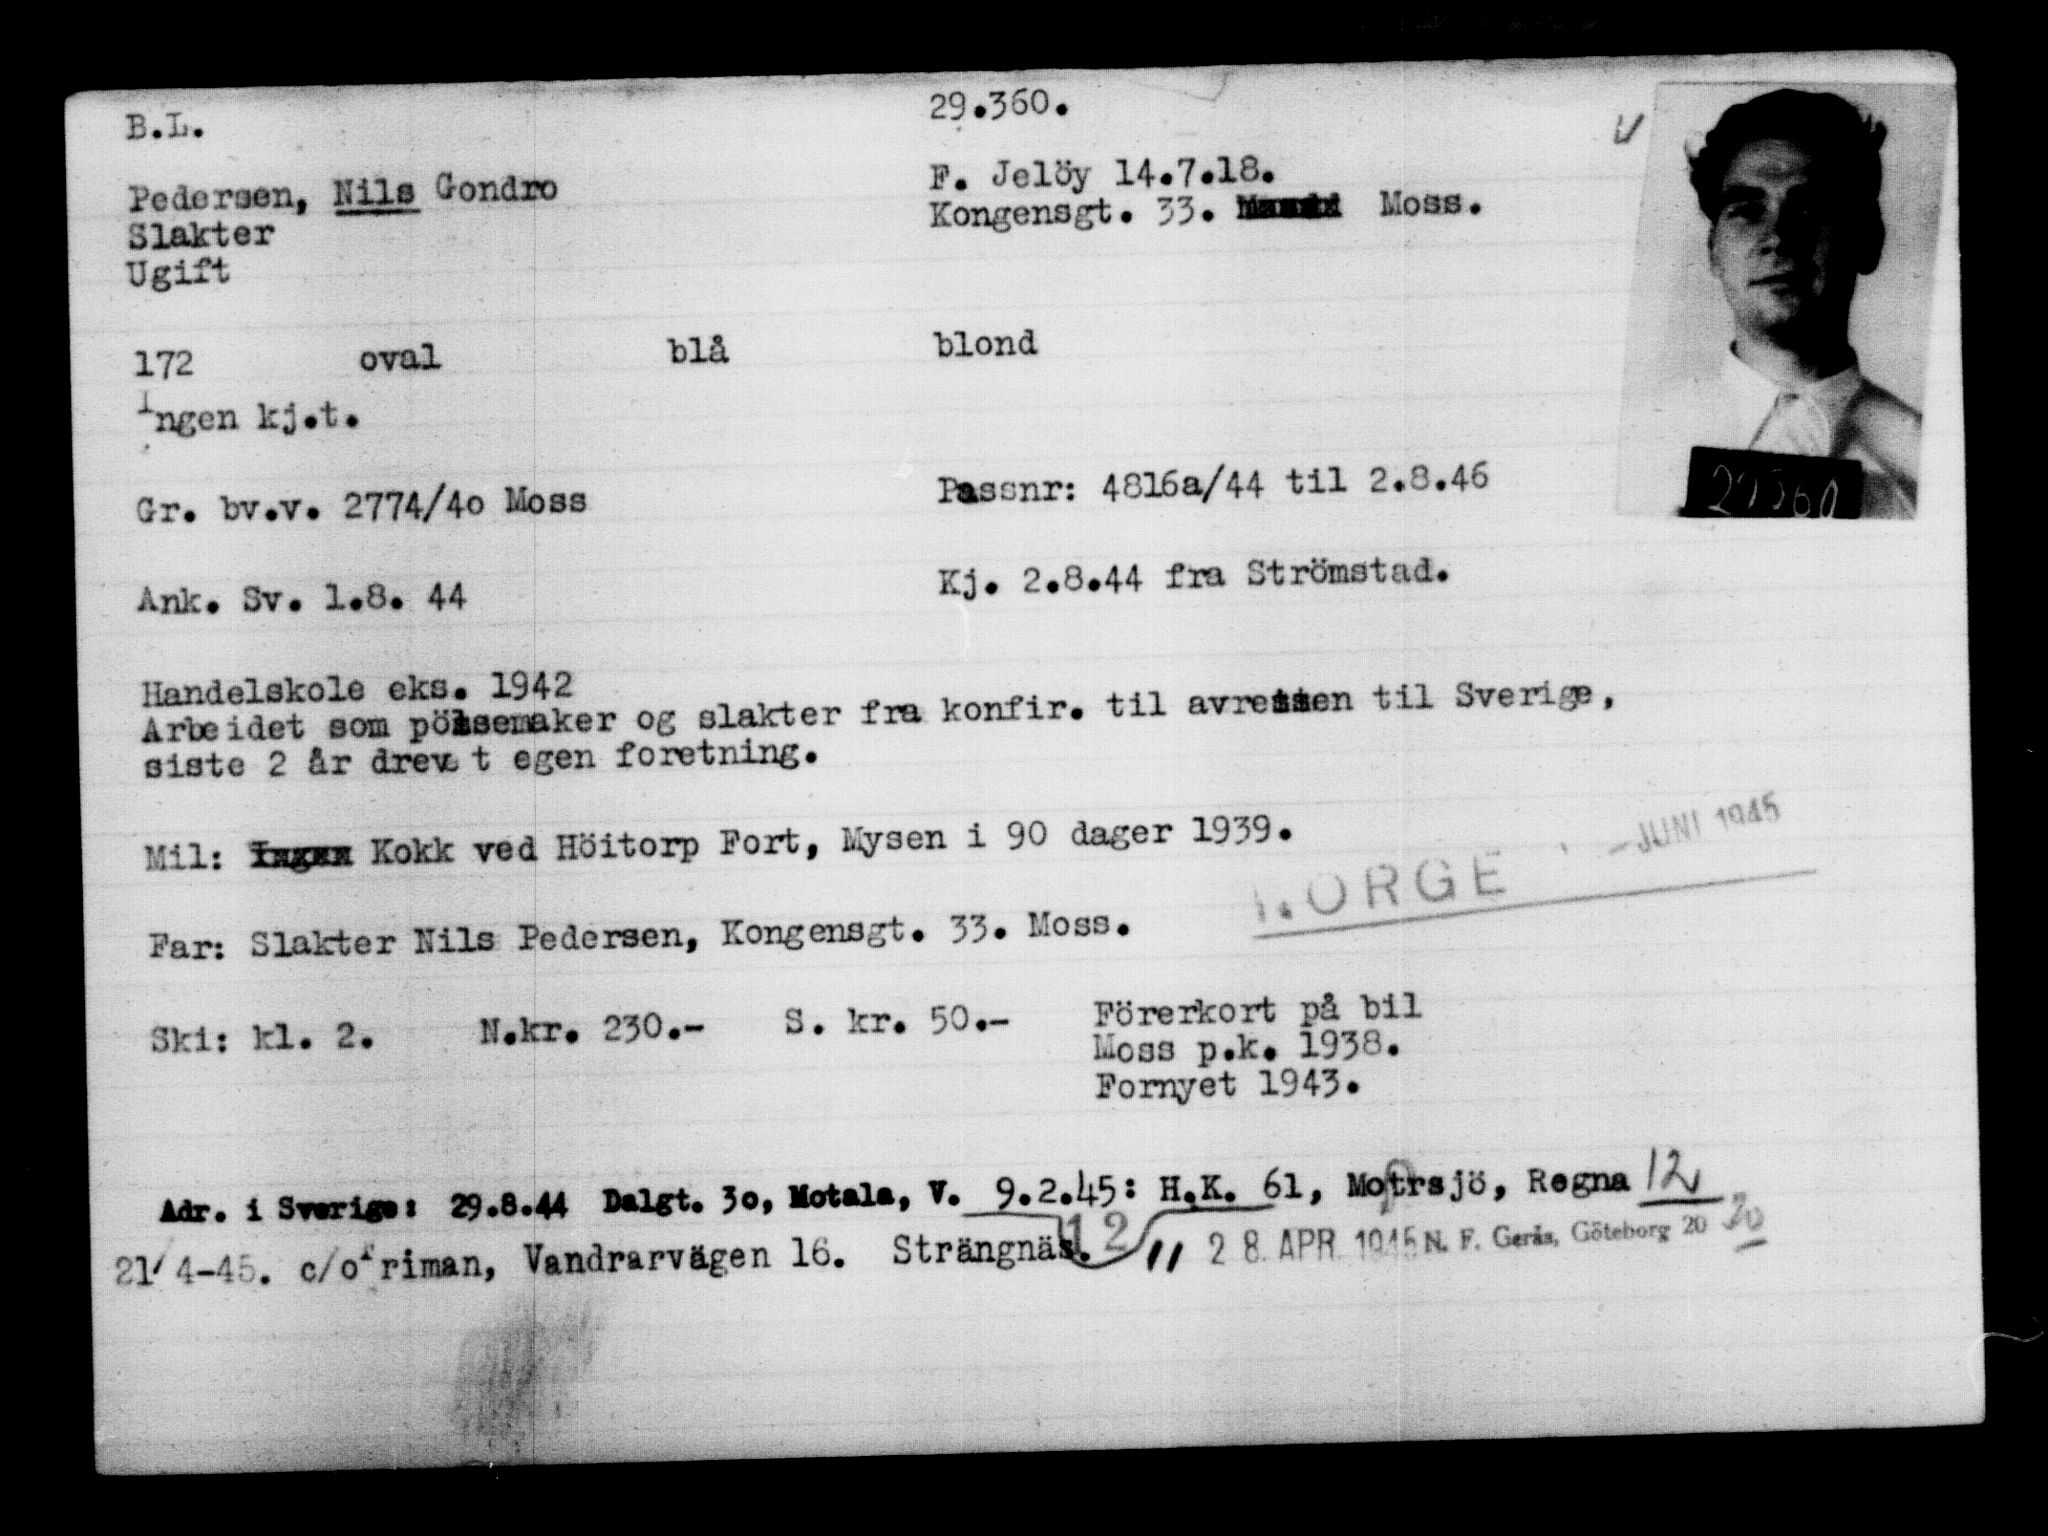 B.L.
29.360.
Pedersen, Nils Gondro
F. Jelöy 14.7.18.
Slakter
Kongensgt. 33. Moss.
Ugift
172 oval blå blond
Ingen kj.t.
Gr. bv.v. 2774/4o Moss
Passnr: 4816a/44 til 2.8.46
29360
Ank. Sv. 1.8. 44
Kj. 2.8.44 fra Strömstad.
Handelskole eks. 1942
Arbeidet som pölsemaker og slakter fra konfir. til avreisen til Sverige,
siste 2 år drevet egen foretning.
Mil: Kokk ved Höitorp Fort, Mysen i 90 dager 1939.
NORGE - JUNI 1945
Far: Slakter Nils Pedersen, Kongensgt. 33. Moss.
Ski: kl. 2. N.kr. 230.- S. kr. 50.-
Förerkort på bil
Moss p.k. 1938.
Fornyet 1943.
Adr. i Sverige: 29.8.44 Dalgt. 3o, Motala, V. 9.2.45: H.K. 61, Regna 12
21/4-45. Vandrarvägen 16. Strängnäs. 12 " 28. APR. 1945 N. F. Gerås, Göteborg 20 20